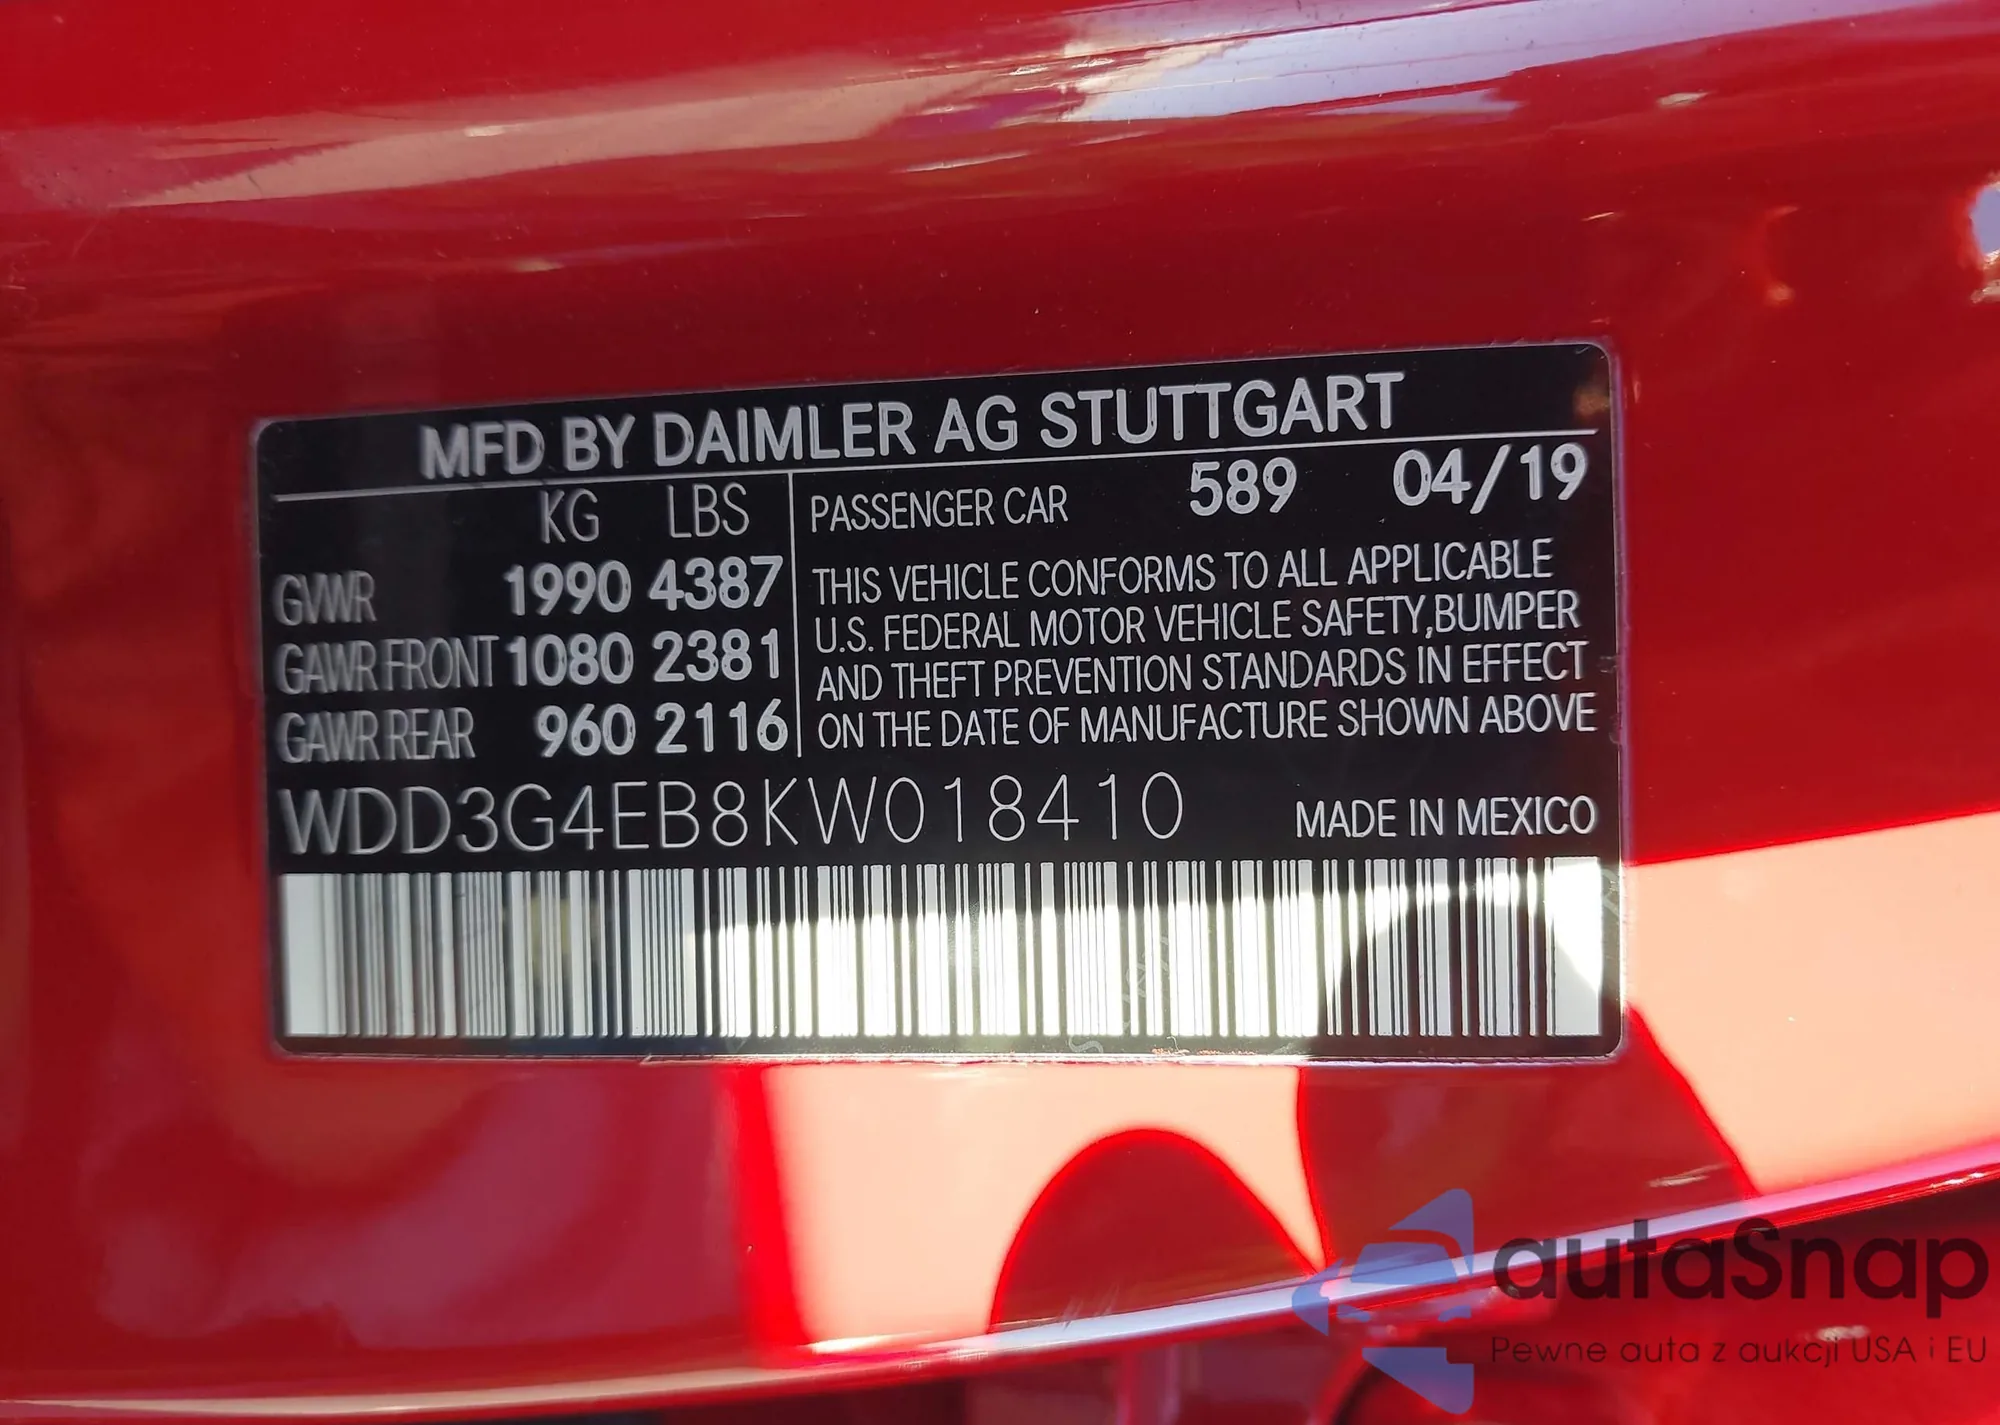 MFD BY DAIMLER AG STUTTGART
KG LBS
GVWR 1990 4387
GAWR FRONT 1080 2381
GAWR REAR 960 2116
PASSENGER CAR 589 04/19
THIS VEHICLE CONFORMS TO ALL APPLICABLE
U.S. FEDERAL MOTOR VEHICLE SAFETY,BUMPER
AND THEFT PREVENTION STANDARDS IN EFFECT
ON THE DATE OF MANUFACTURE SHOWN ABOVE
WDD3G4EB8KW018410 MADE IN MEXICO
autaSnap
Pewne auta z aukcji USA i EU